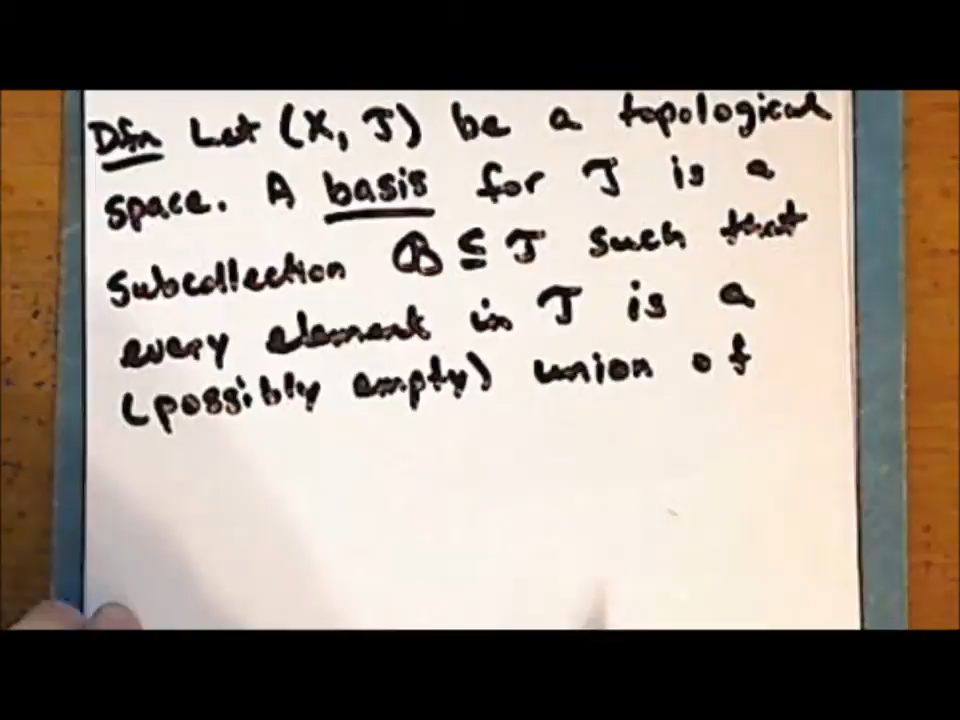 Dfn Let (X, T) be a topological
space. A basis for T is a
subcollection B ⊆ T such that
every element in T is a
(possibly empty) union of